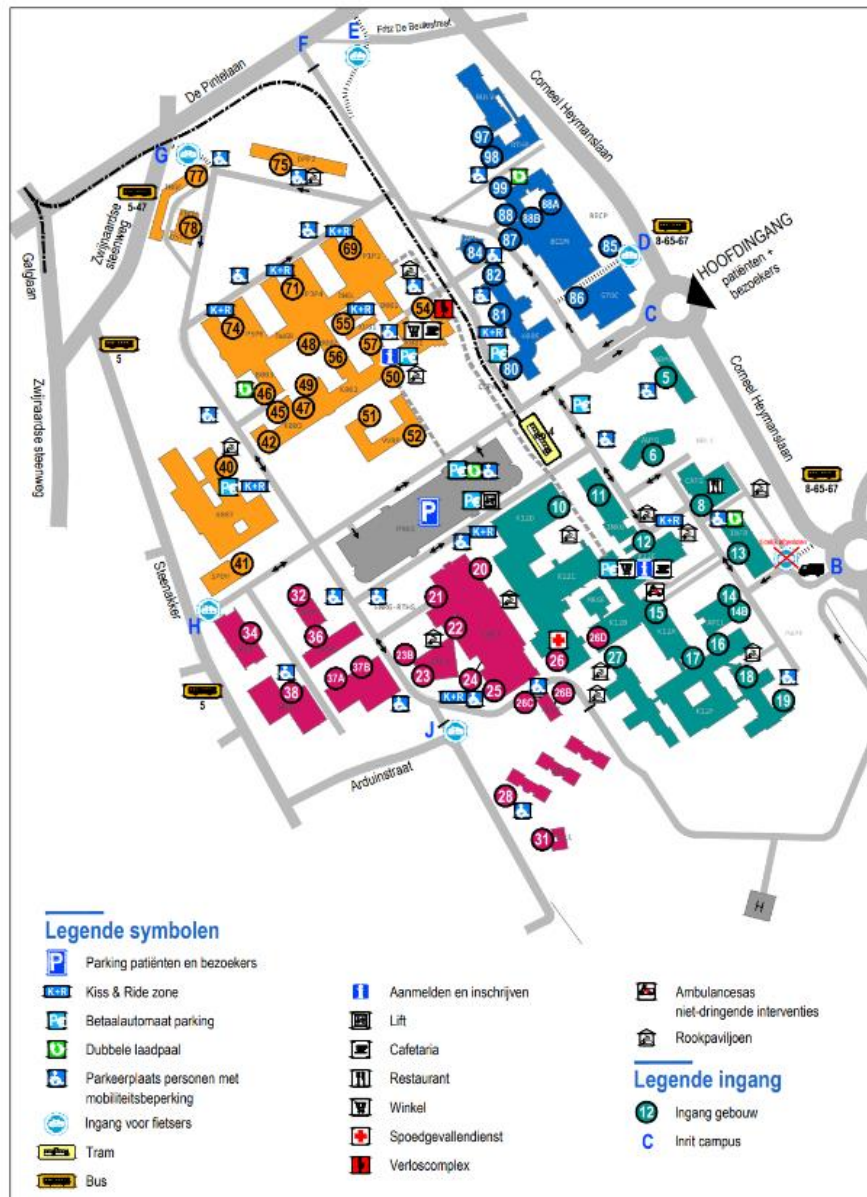 E
Fritz De Beulestraat
F
De Pintelaan
Corneel Heymanslaan
97
98
G
75
77
99
88A
5-47
88
88B
Zwijnaardse
steenweg
78
87
85
D
8-65-67
Galglaan
69
84
HOOFDINGANG
patiënten +
bezoekers
82
K+R
71
86
C
K+R
74
K+R
55
54
81
K+R
5
48
57
56
80
50
5
46
49
45
47
51
Corneel Heymanslaan
42
52
4
6
Zwijnaardse steenweg
40
K+R
P
8-65-67
11
8
10
K+R
K+R
12
13
41
B
20
Steenakker
32
21
14
14B
H
15
34
36
22
26D
16
23B
26
27
17
37B
37A
23
24
18
38
25
26B
K+R
26C
19
5
J
Arduinstraat
28
31
H
Legende symbolen
P Parking patiënten en bezoekers
K+R Kiss & Ride zone
Betaalautomaat parking
Dubbele laadpaal
Parkeerplaats personen met
mobiliteitsbeperking
Ingang voor fietsers
Tram
Bus
Aanmelden en inschrijven
Lift
Cafetaria
Restaurant
Winkel
Spoedgevallendienst
Verloscomplex
Ambulancesas
niet-dringende interventies
Rookpaviljoen
Legende ingang
12 Ingang gebouw
C Inrit campus